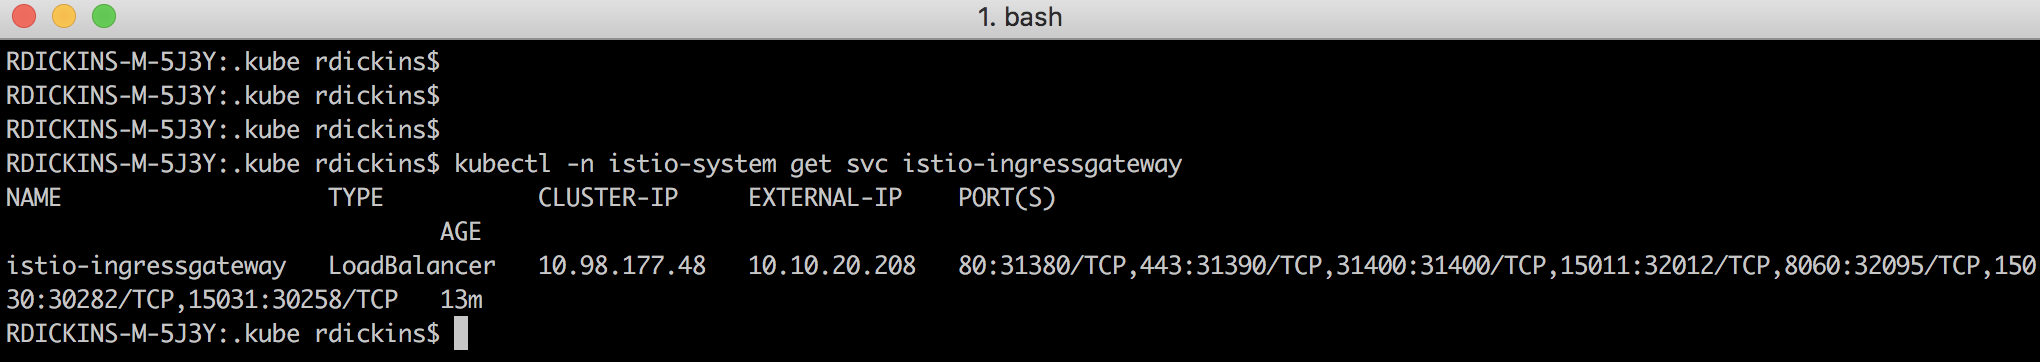 1. bash
RDICKINS-M-5J3Y:.kube rdickins$
RDICKINS-M-5J3Y:.kube rdickins$
RDICKINS-M-5J3Y:.kube rdickins$
RDICKINS-M-5J3Y:.kube rdickins$ kubectl -n istio-system get svc istio-ingressgateway
NAME                   TYPE           CLUSTER-IP     EXTERNAL-IP    PORT(S)
                               AGE
istio-ingressgateway   LoadBalancer   10.98.177.48   10.10.20.208   80:31380/TCP,443:31390/TCP,31400:31400/TCP,15011:32012/TCP,8060:32095/TCP,150
30:30282/TCP,15031:30258/TCP   13m
RDICKINS-M-5J3Y:.kube rdickins$